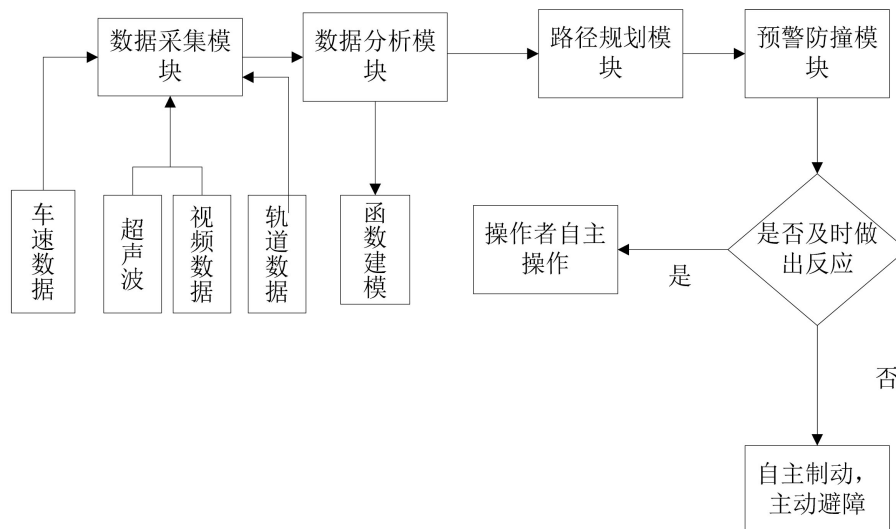 数据采集模
块
数据分析模
块
路径规划模
块
预警防撞模
块
车速数据
超声波
视频数据
轨道数据
函数建模
操作者自主
操作
是
是否及时做
出反应
否
自主制动，
主动避障